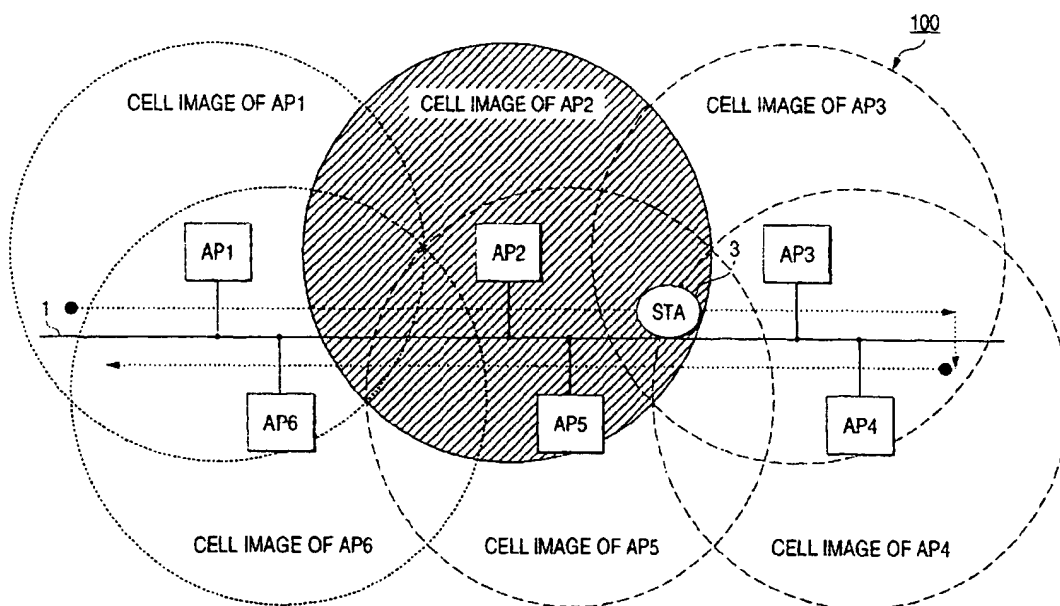 100
CELL IMAGE OF AP1
CELL IMAGE OF AP2
CELL IMAGE OF AP3
AP1
AP2
3
AP3
1
STA
AP6
AP5
AP4
CELL IMAGE OF AP6
CELL IMAGE OF AP5
CELL IMAGE OF AP4